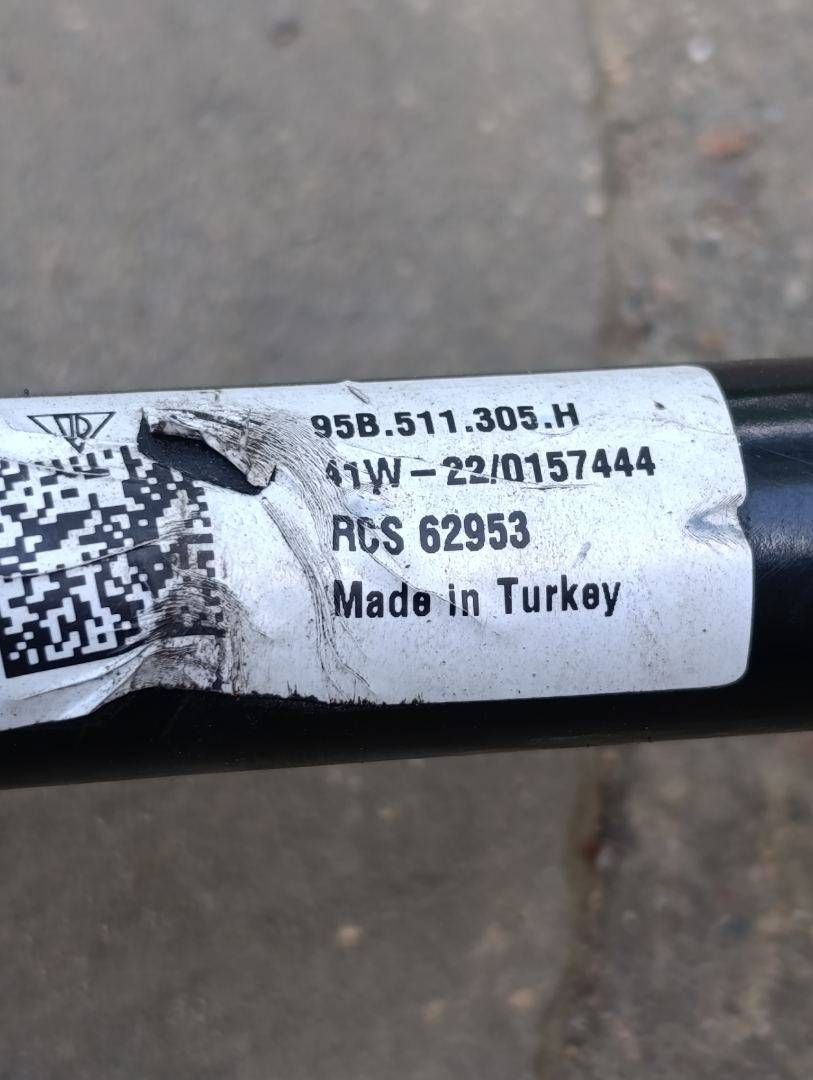 95B.511.305.H
41W-22/0157444
RCS 62953
Made in Turkey